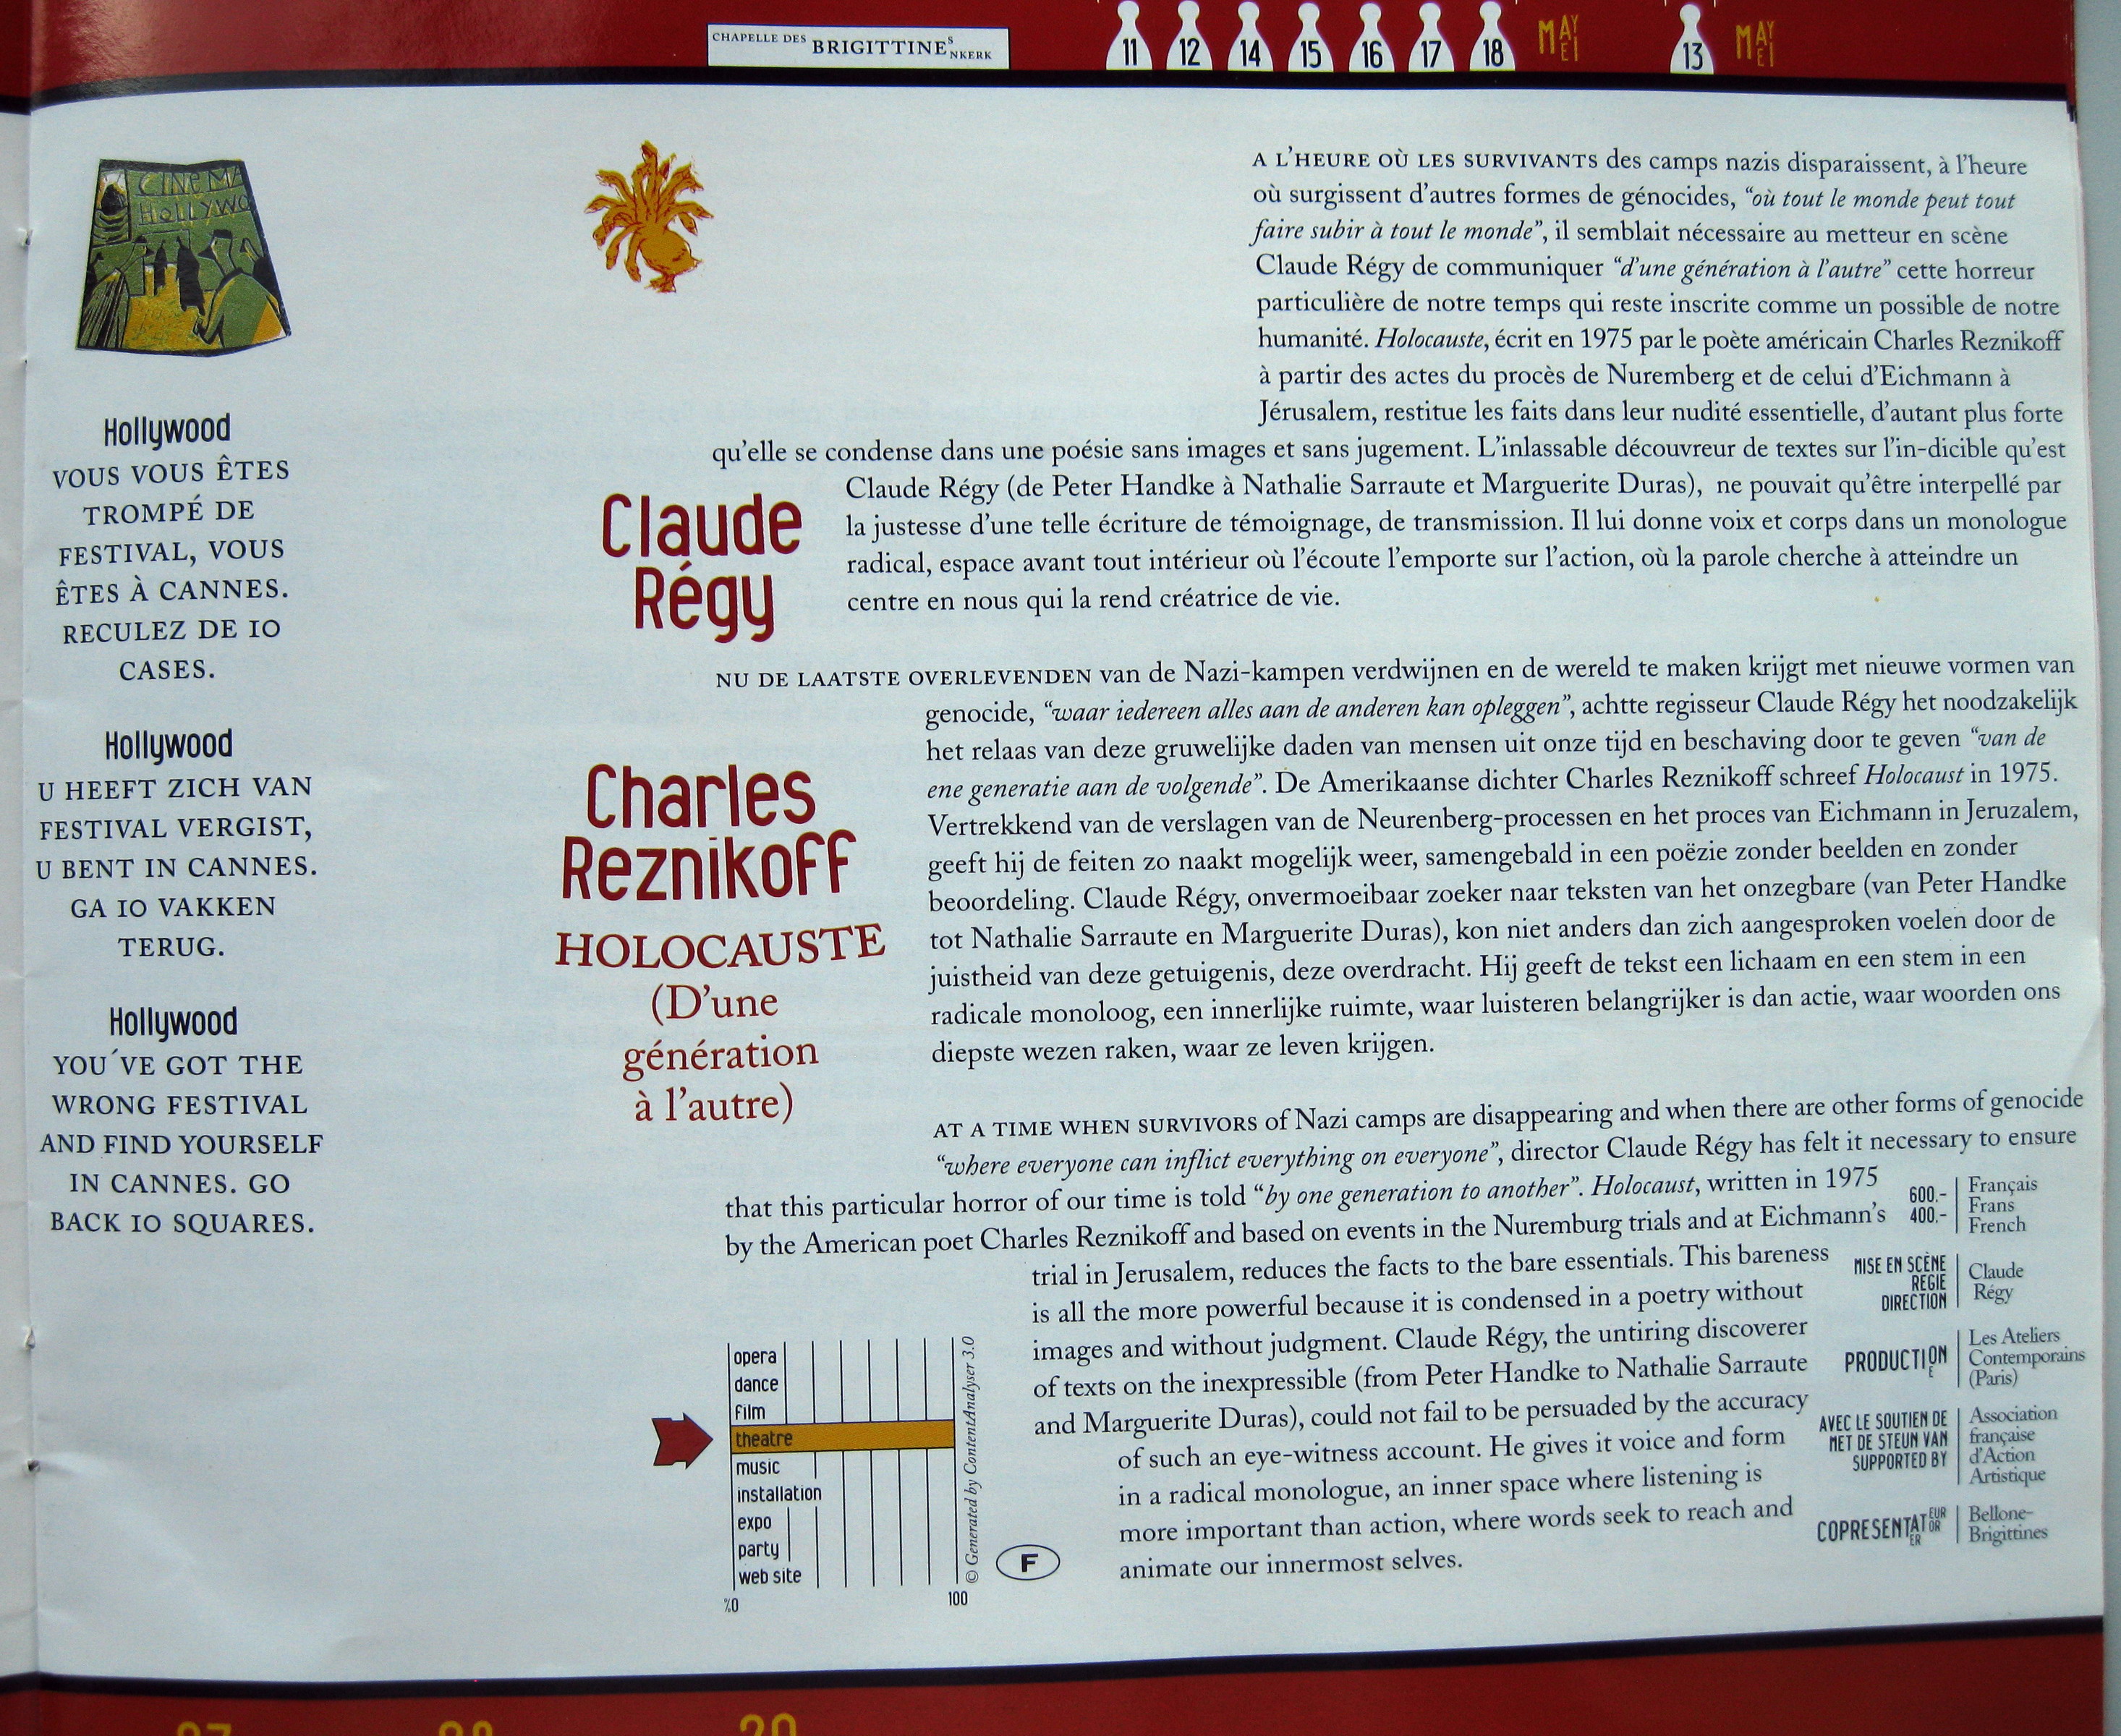 CHAPELLE DES BRIGITTINES NKERK
11 12 14 15 16 17 18 MAY EI 13 MAY EI
CINEMA
HOLLYWO
Hollywood
VOUS VOUS ÊTES
TROMPÉ DE
FESTIVAL, VOUS
ÊTES À CANNES.
RECULEZ DE 10
CASES.
Hollywood
U HEEFT ZICH VAN
FESTIVAL VERGIST,
U BENT IN CANNES.
GA 10 VAKKEN
TERUG.
Hollywood
YOU´VE GOT THE
WRONG FESTIVAL
AND FIND YOURSELF
IN CANNES. GO
BACK 10 SQUARES.
Claude
Régy
Charles
Reznikoff
HOLOCAUSTE
(D'une
génération
à l'autre)
A L'HEURE OÙ LES SURVIVANTS des camps nazis disparaissent, à l'heure
où surgissent d'autres formes de génocides, "où tout le monde peut tout
faire subir à tout le monde", il semblait nécessaire au metteur en scène
Claude Régy de communiquer "d'une génération à l'autre" cette horreur
particulière de notre temps qui reste inscrite comme un possible de notre
humanité. Holocauste, écrit en 1975 par le poète américain Charles Reznikoff
à partir des actes du procès de Nuremberg et de celui d'Eichmann à
Jérusalem, restitue les faits dans leur nudité essentielle, d'autant plus forte
qu'elle se condense dans une poésie sans images et sans jugement. L'inlassable découvreur de textes sur l'in-dicible qu'est
Claude Régy (de Peter Handke à Nathalie Sarraute et Marguerite Duras), ne pouvait qu'être interpellé par
la justesse d'une telle écriture de témoignage, de transmission. Il lui donne voix et corps dans un monologue
radical, espace avant tout intérieur où l'écoute l'emporte sur l'action, où la parole cherche à atteindre un
centre en nous qui la rend créatrice de vie.
NU DE LAATSTE OVERLEVENDEN van de Nazi-kampen verdwijnen en de wereld te maken krijgt met nieuwe vormen van
genocide, "waar iedereen alles aan de anderen kan opleggen", achtte regisseur Claude Régy het noodzakelijk
het relaas van deze gruwelijke daden van mensen uit onze tijd en beschaving door te geven "van de
ene generatie aan de volgende". De Amerikaanse dichter Charles Reznikoff schreef Holocaust in 1975.
Vertrekkend van de verslagen van de Neurenberg-processen en het proces van Eichmann in Jeruzalem,
geeft hij de feiten zo naakt mogelijk weer, samengebald in een poëzie zonder beelden en zonder
beoordeling. Claude Régy, onvermoeibaar zoeker naar teksten van het onzegbare (van Peter Handke
tot Nathalie Sarraute en Marguerite Duras), kon niet anders dan zich aangesproken voelen door de
juistheid van deze getuigenis, deze overdracht. Hij geeft de tekst een lichaam en een stem in een
radicale monoloog, een innerlijke ruimte, waar luisteren belangrijker is dan actie, waar woorden ons
diepste wezen raken, waar ze leven krijgen.
AT A TIME WHEN SURVIVORS of Nazi camps are disappearing and when there are other forms of genocide
"where everyone can inflict everything on everyone", director Claude Régy has felt it necessary to ensure
that this particular horror of our time is told "by one generation to another". Holocaust, written in 1975
by the American poet Charles Reznikoff and based on events in the Nuremburg trials and at Eichmann's
trial in Jerusalem, reduces the facts to the bare essentials. This bareness
is all the more powerful because it is condensed in a poetry without
images and without judgment. Claude Régy, the untiring discoverer
of texts on the inexpressible (from Peter Handke to Nathalie Sarraute
and Marguerite Duras), could not fail to be persuaded by the accuracy
of such an eye-witness account. He gives it voice and form
in a radical monologue, an inner space where listening is
more important than action, where words seek to reach and
animate our innermost selves.
600.- Français
400.- Frans
French
MISE EN SCÈNE
REGIE
DIRECTION
Claude
Régy
PRODUCTION E
Les Ateliers
Contemporains
(Paris)
AVEC LE SOUTIEN DE
MET DE STEUN VAN
SUPPORTED BY
Association
française
d'Action
Artistique
COPRESENTATEUR OR ER
Bellone-
Brigittines
opera
dance
film
theatre
music
installation
expo
party
web site
%0 100
© Generated by ContentAnalyser 3.0
F